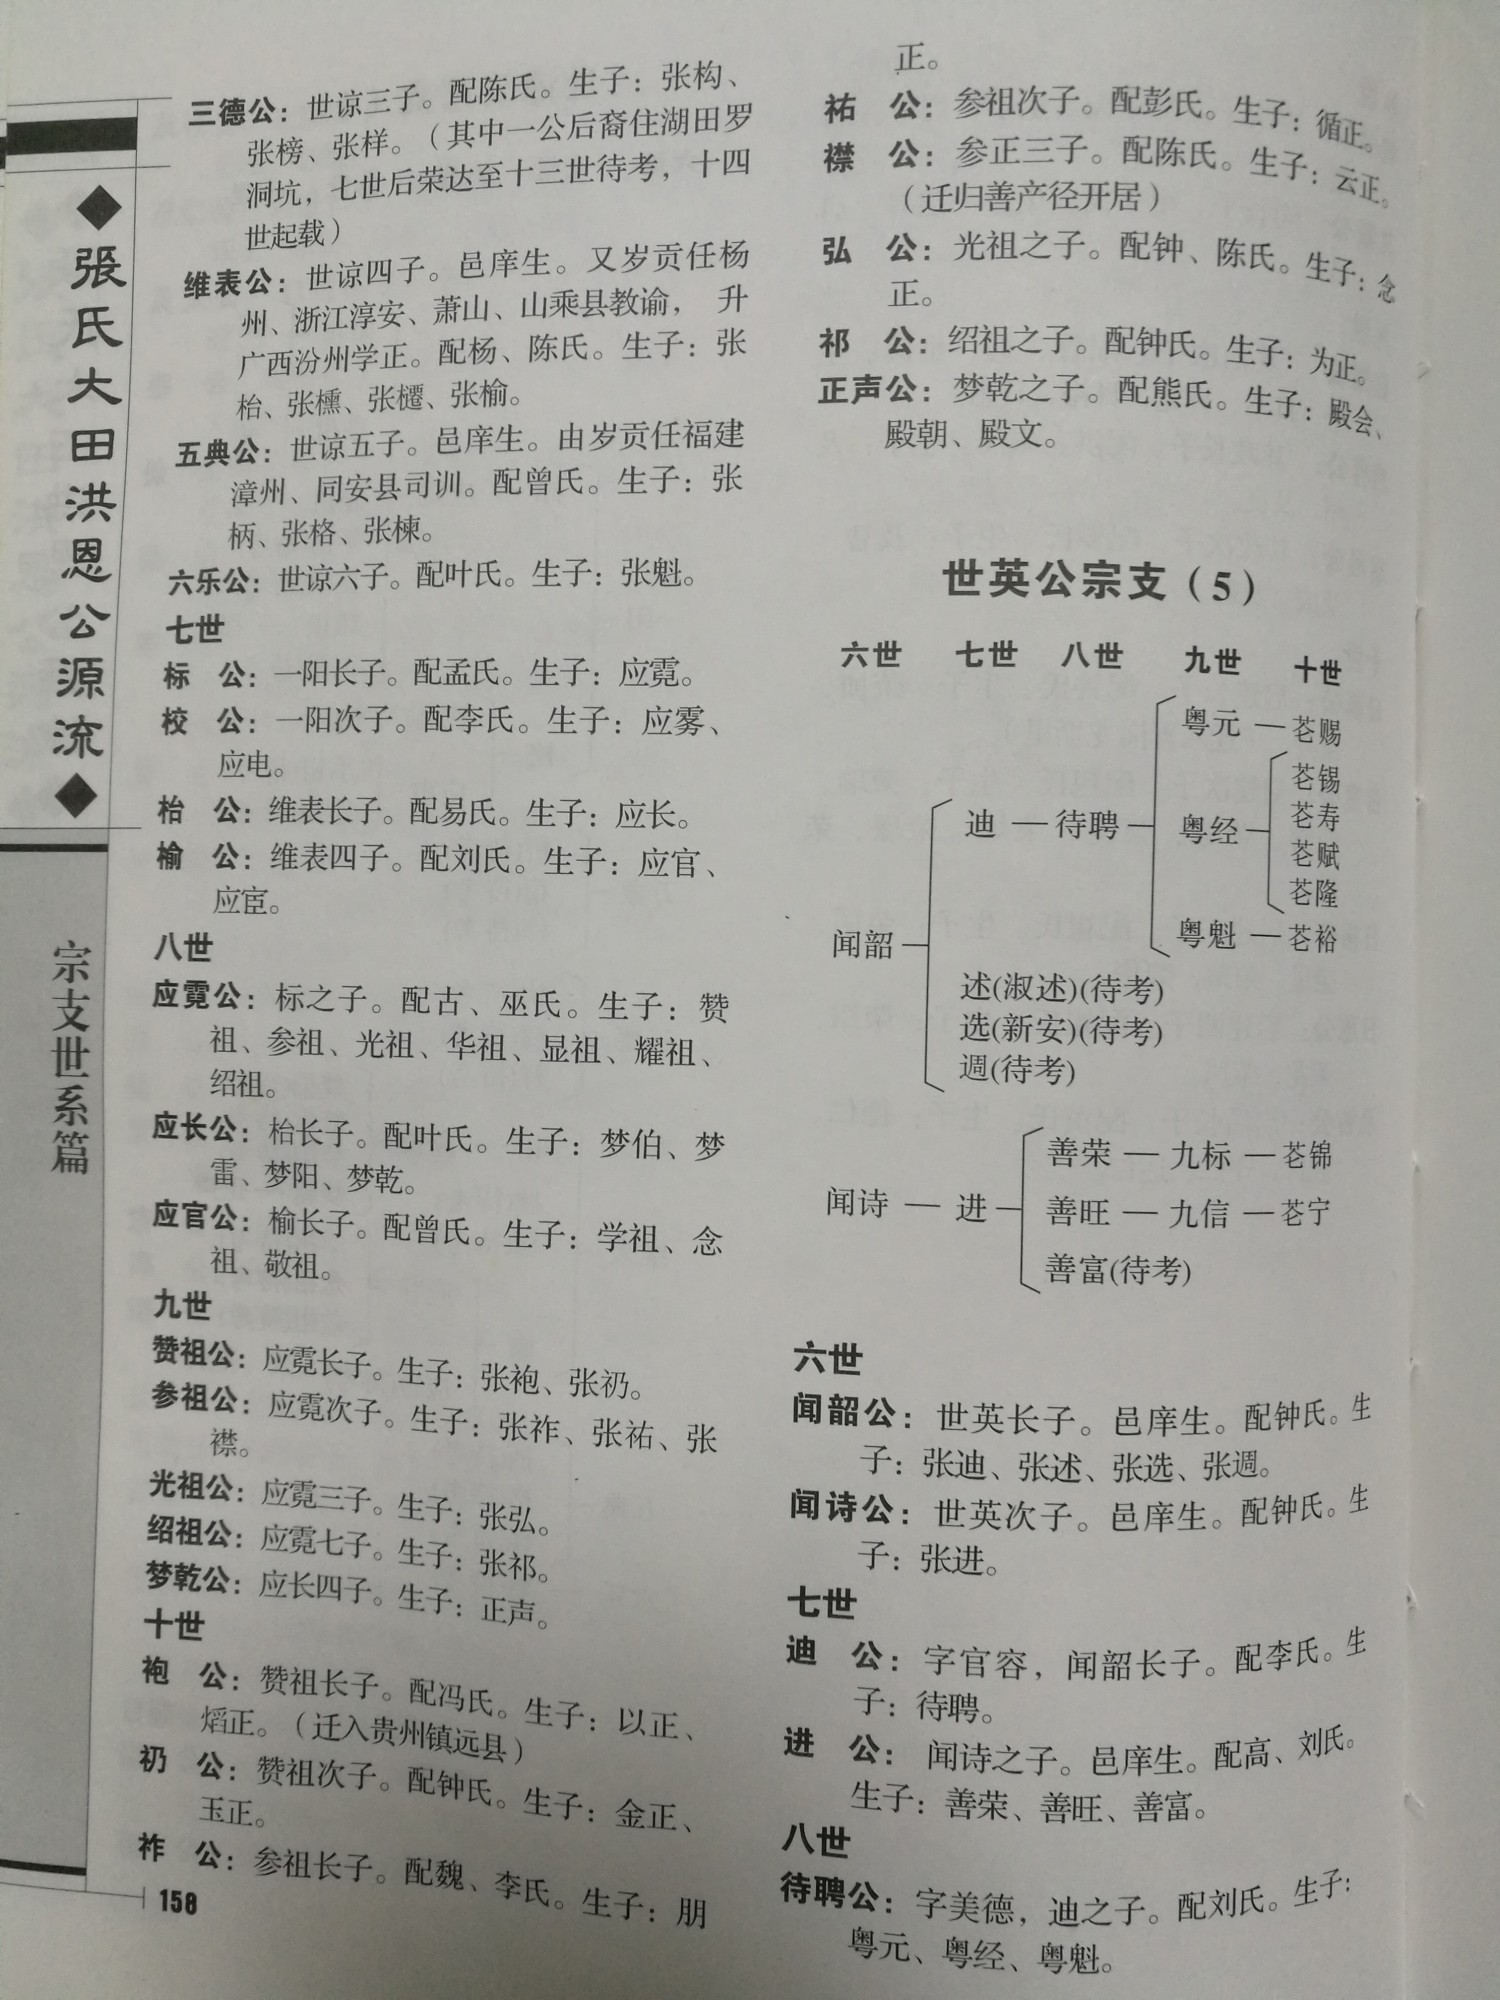 ◆張氏大田洪恩公源流◆
宗支世系篇
三德公：世谅三子。配陈氏。生子：张构、
张榜、张样。（其中一公后裔住湖田罗
洞坑，七世后荣达至十三世待考，十四
世起载）
维表公：世谅四子。邑庠生。又岁贡任杨
州、浙江淳安、萧山、山乘县教谕，升
广西汾州学正。配杨、陈氏。生子：张
枱、张櫄、张櫏、张榆。
五典公：世谅五子。邑庠生。由岁贡任福建
漳州、同安县司训。配曾氏。生子：张
柄、张格、张楝。
六乐公：世谅六子。配叶氏。生子：张魁。
七世
标　公：一阳长子。配孟氏。生子：应霓。
校　公：一阳次子。配李氏。生子：应雾、
应电。
枱　公：维表长子。配易氏。生子：应长。
榆　公：维表四子。配刘氏。生子：应官、
应宦。
八世
应霓公：标之子。配古、巫氏。生子：赞
祖、参祖、光祖、华祖、显祖、耀祖、
绍祖。
应长公：枱长子。配叶氏。生子：梦伯、梦
雷、梦阳、梦乾。
应官公：榆长子。配曾氏。生子：学祖、念
祖、敬祖。
九世
赞祖公：应霓长子。生子：张袍、张礽。
参祖公：应霓次子。生子：张祚、张祐、张
襟。
光祖公：应霓三子。生子：张弘。
绍祖公：应霓七子。生子：张祁。
梦乾公：应长四子。生子：正声。
十世
袍　公：赞祖长子。配冯氏。生子：以正、
熖正。（迁入贵州镇远县）
礽　公：赞祖次子。配钟氏。生子：金正、
玉正。
祚　公：参祖长子。配魏、李氏。生子：朋
158
正。
祐　公：参祖次子。配彭氏。生子：循正。
襟　公：参正三子。配陈氏。生子：云正。
（迁归善产径开居）
弘　公：光祖之子。配钟、陈氏。生子：念
正。
祁　公：绍祖之子。配钟氏。生子：为正。
正声公：梦乾之子。配熊氏。生子：殿会、
殿朝、殿文。
世英公宗支（5）
六世　七世　八世　九世　十世
粤元 — 芲赐
芲锡
芲寿
迪 — 待聘 — 粤经
芲赋
芲隆
粤魁 — 芲裕
闻韶
述(淑述)(待考)
选(新安)(待考)
週(待考)
善荣 — 九标 — 芲锦
闻诗 — 进 — 善旺 — 九信 — 芲宁
善富(待考)
六世
闻韶公：世英长子。邑庠生。配钟氏。生
子：张迪、张述、张选、张週。
闻诗公：世英次子。邑庠生。配钟氏。生
子：张进。
七世
迪　公：字官容，闻韶长子。配李氏。生
子：待聘。
进　公：闻诗之子。邑庠生。配高、刘氏。
生子：善荣、善旺、善富。
八世
待聘公：字美德，迪之子。配刘氏。生子：
粤元、粤经、粤魁。